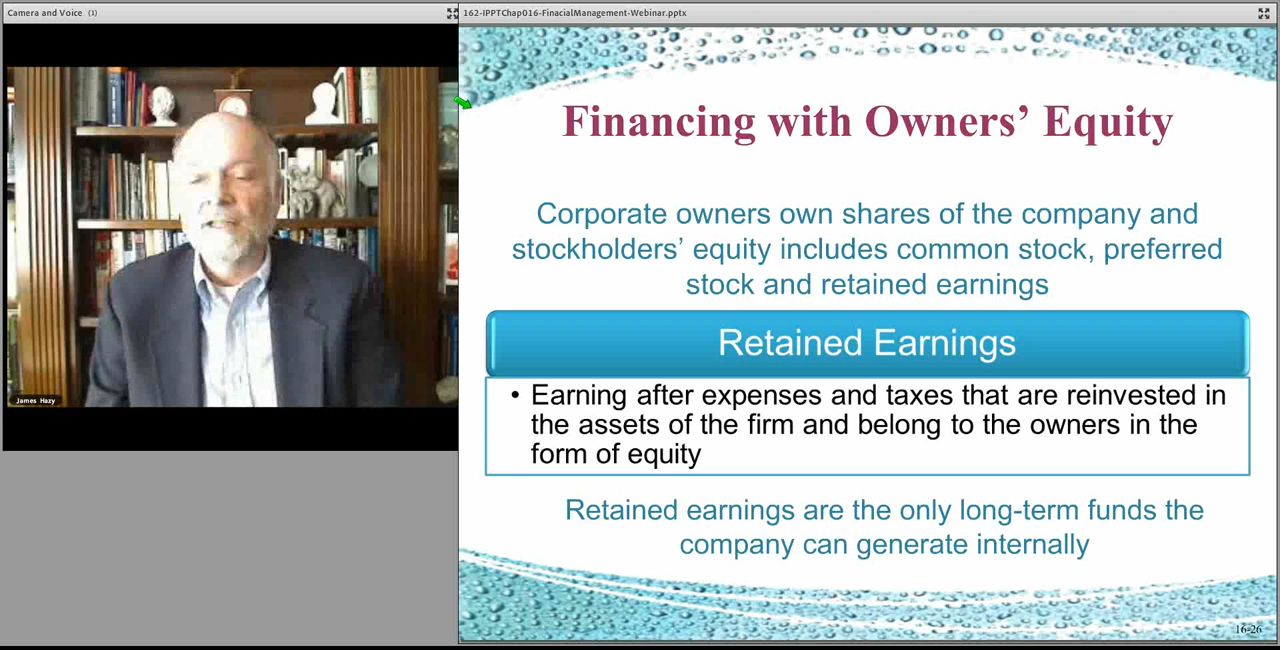 Camera and Voice (1)
162-IPPTChap016-FinacialManagement-Webinar.pptx
James Hazy
Financing with Owners’ Equity
Corporate owners own shares of the company and
stockholders’ equity includes common stock, preferred
stock and retained earnings
Retained Earnings
• Earning after expenses and taxes that are reinvested in
the assets of the firm and belong to the owners in the
form of equity
Retained earnings are the only long-term funds the
company can generate internally
16-26